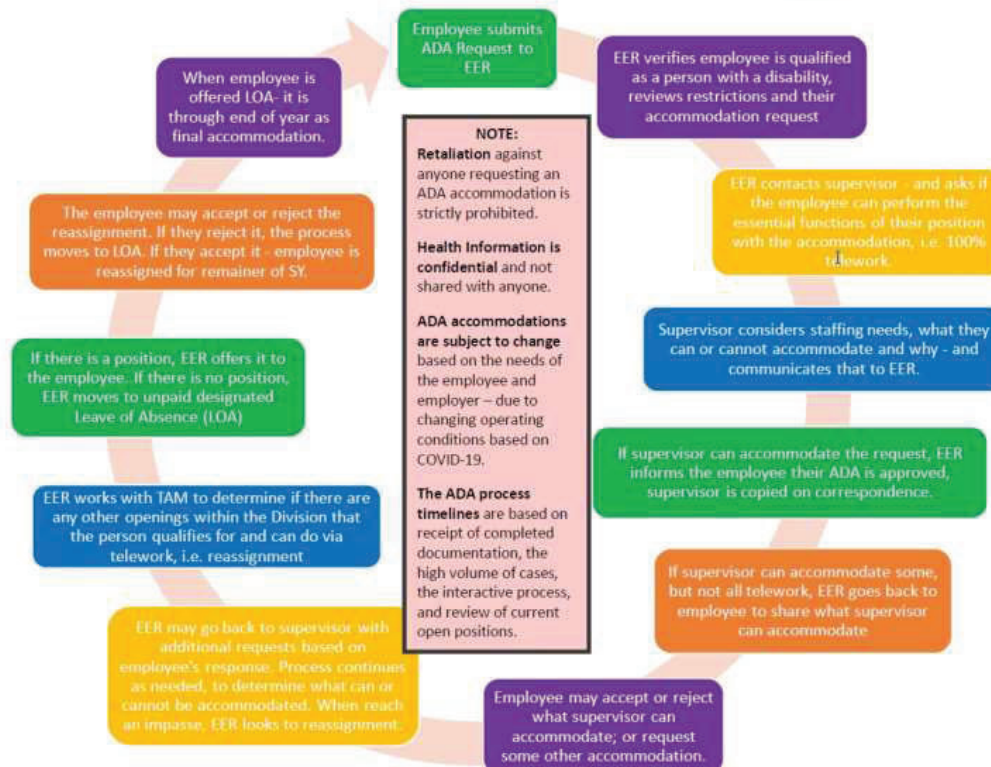 Employee submits
ADA Request to
EER
EER verifies employee is qualified
as a person with a disability,
reviews restrictions and their
accommodation request
EER contacts supervisor - and asks if
the employee can perform the
essential functions of their position
with the accommodation, i.e. 100%
telework.
Supervisor considers staffing needs, what they
can or cannot accommodate and why - and
communicates that to EER.
If supervisor can accommodate the request, EER
informs the employee their ADA is approved,
supervisor is copied on correspondence.
If supervisor can accommodate some,
but not all telework, EER goes back to
employee to share what supervisor
can accommodate
Employee may accept or reject
what supervisor can
accommodate; or request
some other accommodation.
EER may go back to supervisor with
additional requests based on
employee's response. Process continues
as needed, to determine what can or
cannot be accommodated. When reach
an impasse, EER looks to reassignment.
EER works with TAM to determine if there are
any other openings within the Division that
the person qualifies for and can do via
telework, i.e. reassignment
If there is a position, EER offers it to
the employee. If there is no position,
EER moves to unpaid designated
Leave of Absence (LOA)
The employee may accept or reject the
reassignment. If they reject it, the process
moves to LOA. If they accept it - employee is
reassigned for remainer of SY.
When employee is
offered LOA- it is
through end of year as
final accommodation.
NOTE:
Retaliation against
anyone requesting an
ADA accommodation is
strictly prohibited.
Health Information is
confidential and not
shared with anyone.
ADA accommodations
are subject to change
based on the needs of
the employee and
employer – due to
changing operating
conditions based on
COVID-19.
The ADA process
timelines are based on
receipt of completed
documentation, the
high volume of cases,
the interactive process,
and review of current
open positions.